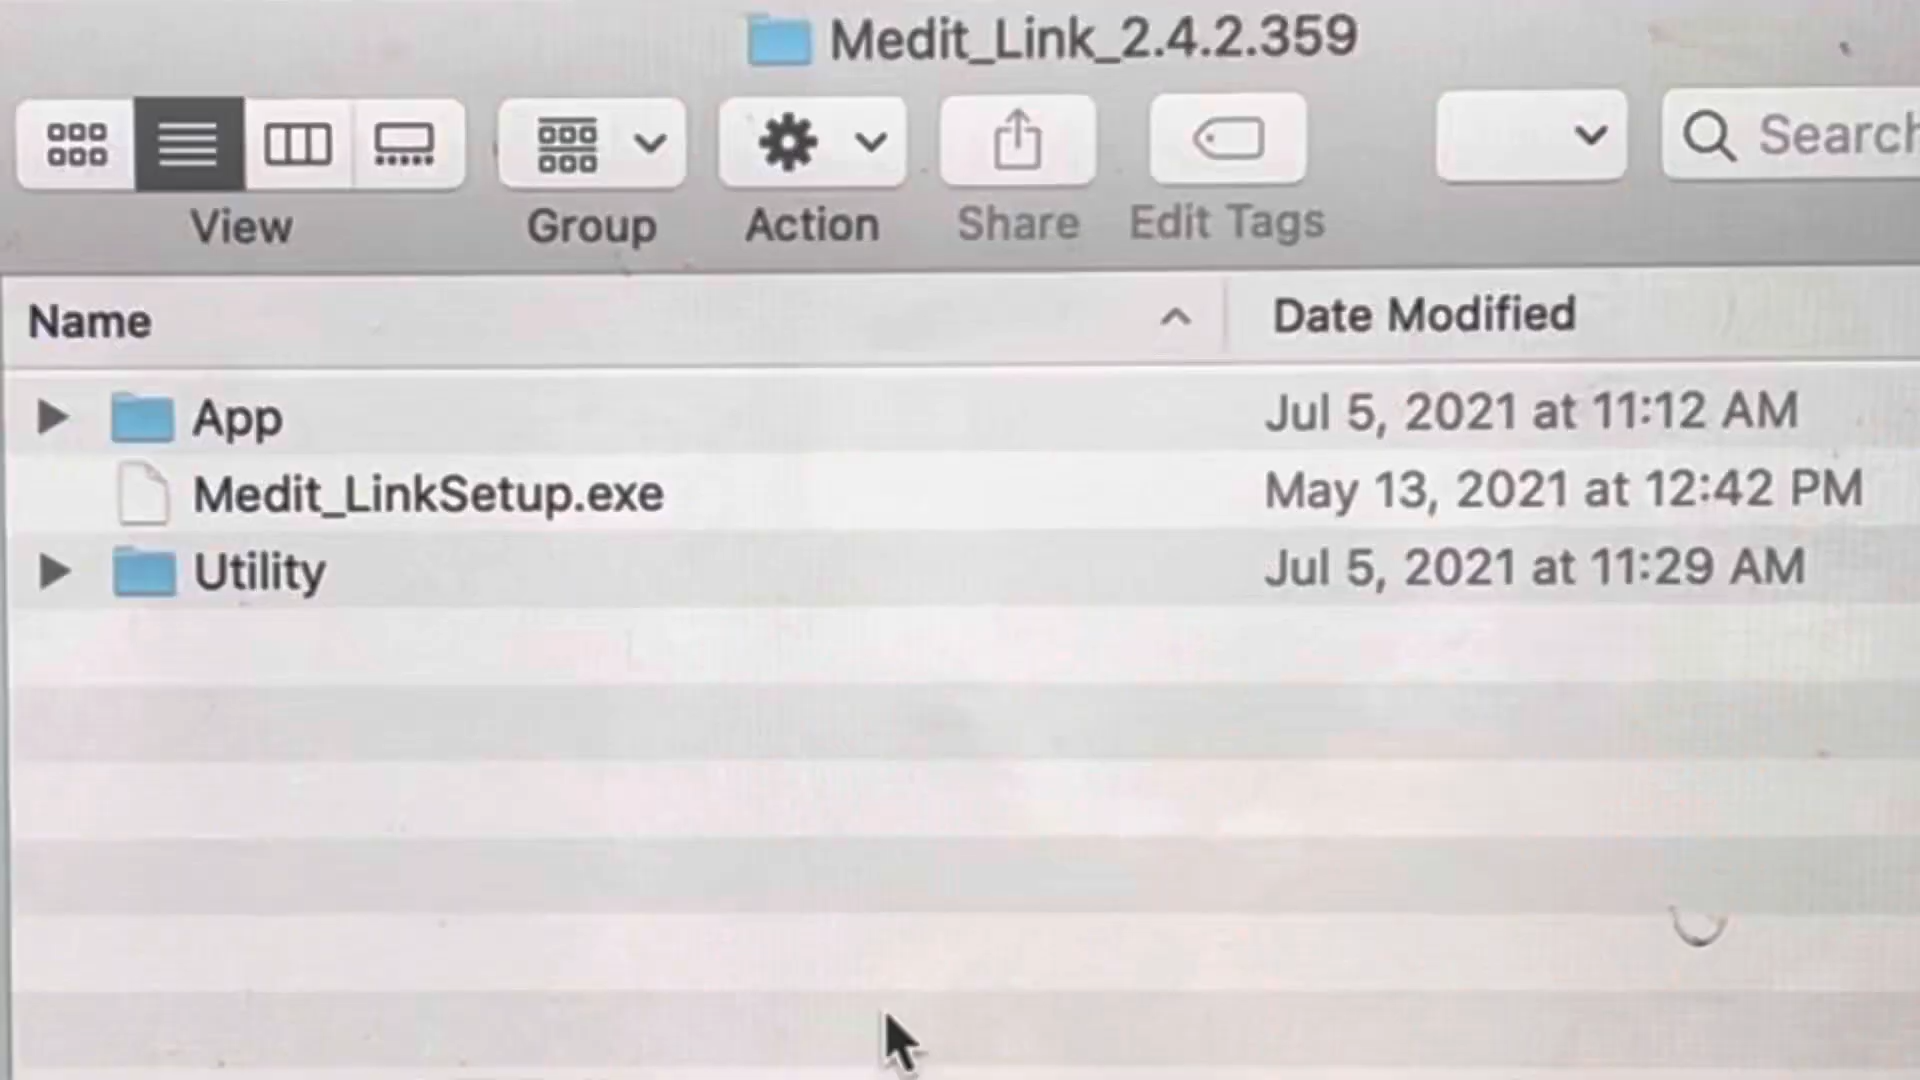 Medit_Link_2.4.2.359
Search
View Group Action Share Edit Tags
Name Date Modified
App Jul 5, 2021 at 11:12 AM
Medit_LinkSetup.exe May 13, 2021 at 12:42 PM
Utility Jul 5, 2021 at 11:29 AM